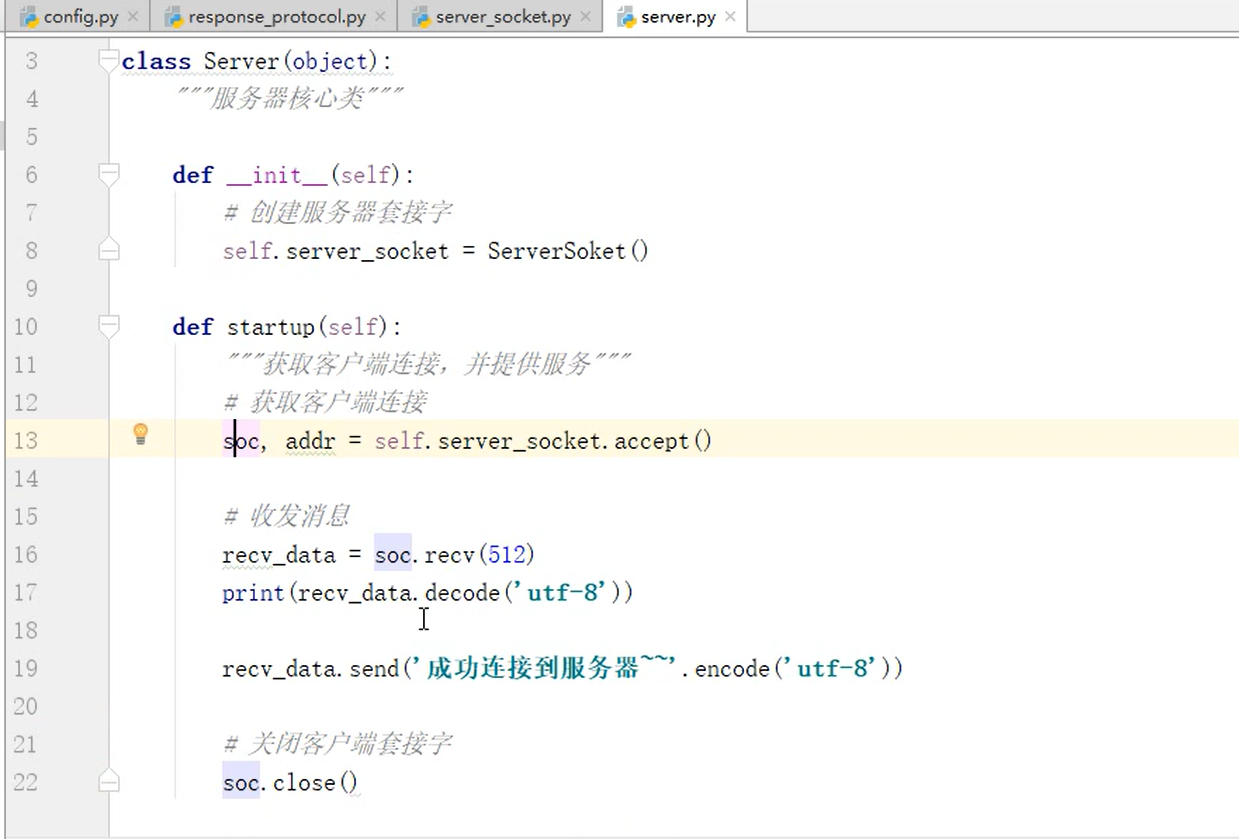 config.py response_protocol.py server_socket.py server.py
3 class Server(object):
4 """服务器核心类"""
5
6 def __init__(self):
7 # 创建服务器套接字
8 self.server_socket = ServerSoket()
9
10 def startup(self):
11 """获取客户端连接，并提供服务"""
12 # 获取客户端连接
13 soc, addr = self.server_socket.accept()
14
15 # 收发消息
16 recv_data = soc.recv(512)
17 print(recv_data.decode('utf-8'))
18
19 recv_data.send('成功连接到服务器~~'.encode('utf-8'))
20
21 # 关闭客户端套接字
22 soc.close()